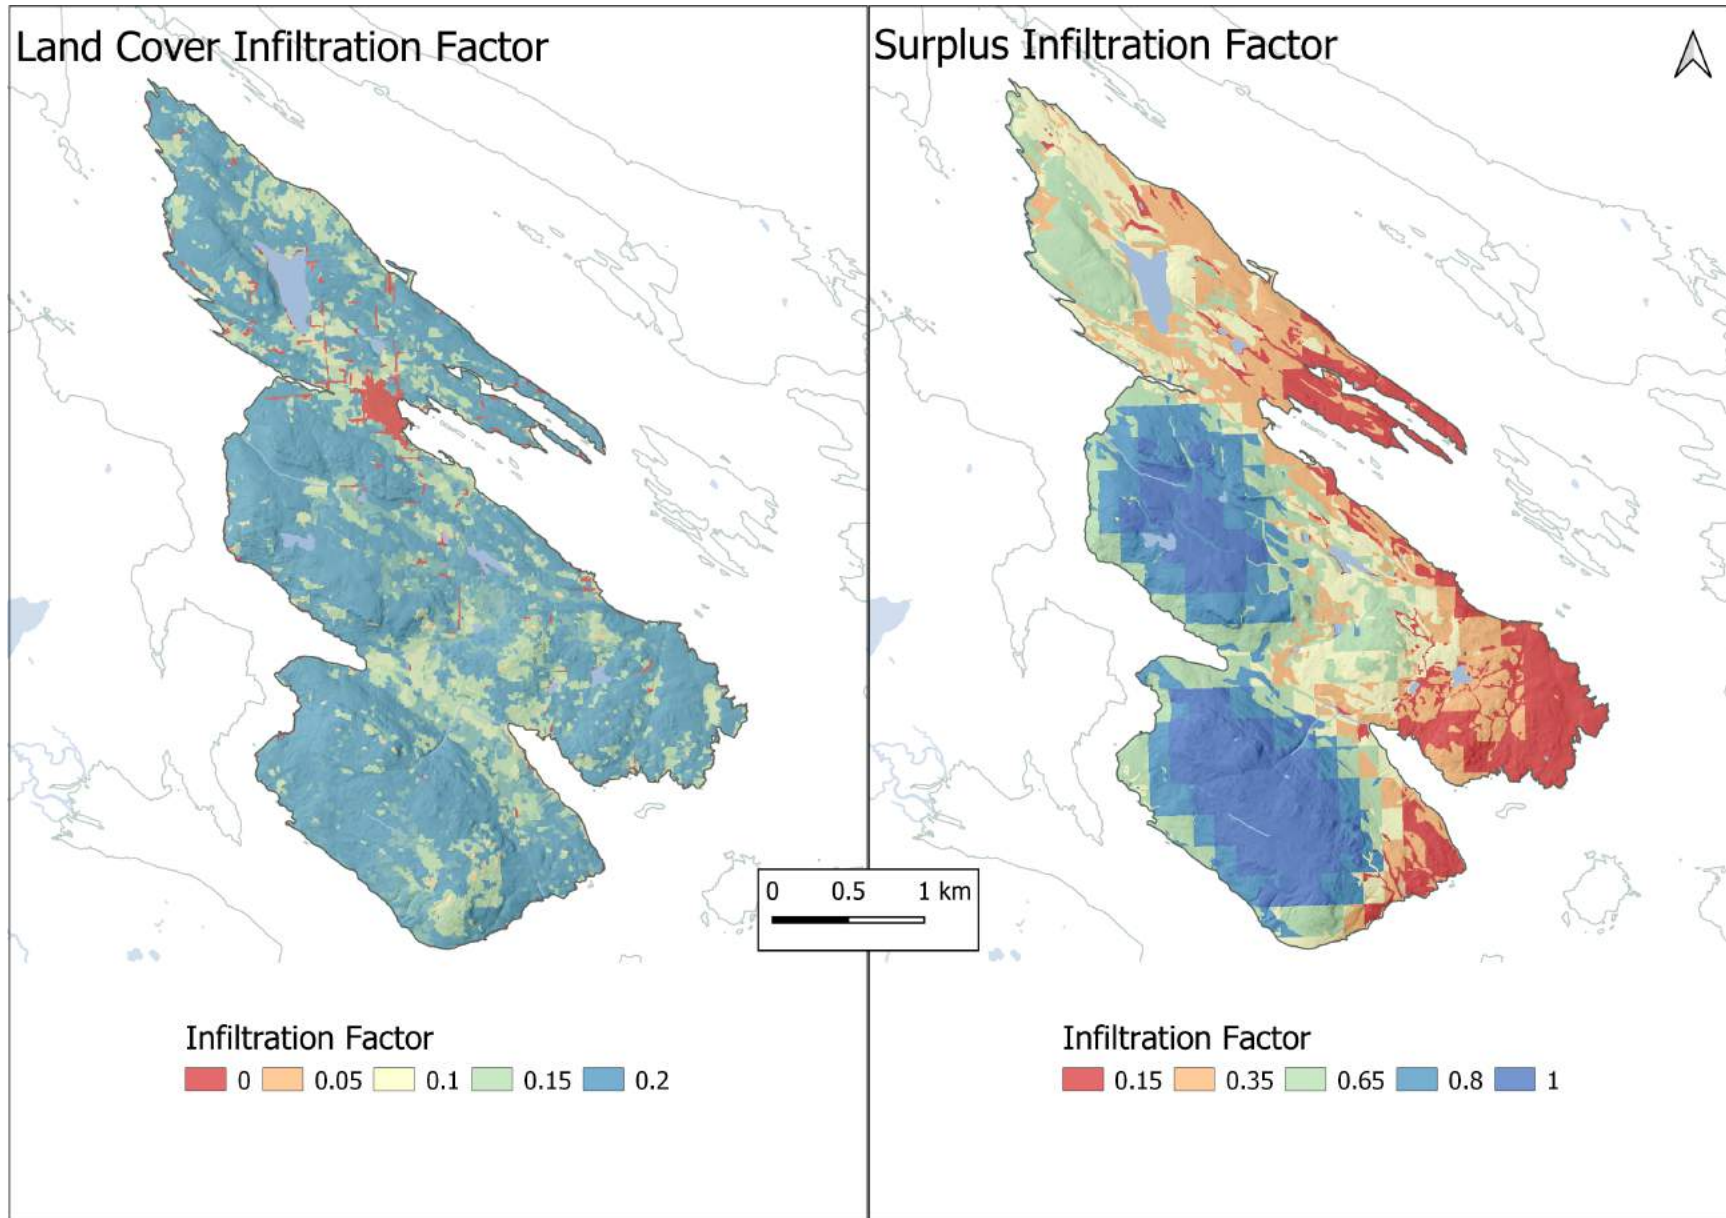 Land Cover Infiltration Factor
Surplus Infiltration Factor
0 0.5 1 km
Infiltration Factor
0 0.05 0.1 0.15 0.2
Infiltration Factor
0.15 0.35 0.65 0.8 1